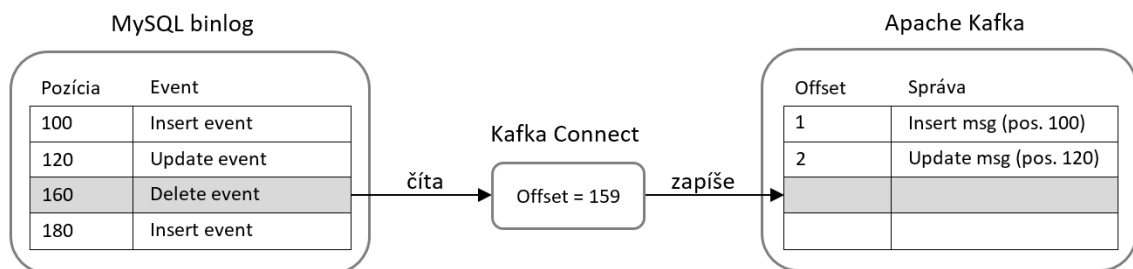 MySQL binlog
Pozícia Event
100 Insert event
120 Update event
160 Delete event
180 Insert event
číta
Kafka Connect
Offset = 159
zapíše
Apache Kafka
Offset Správa
1 Insert msg (pos. 100)
2 Update msg (pos. 120)